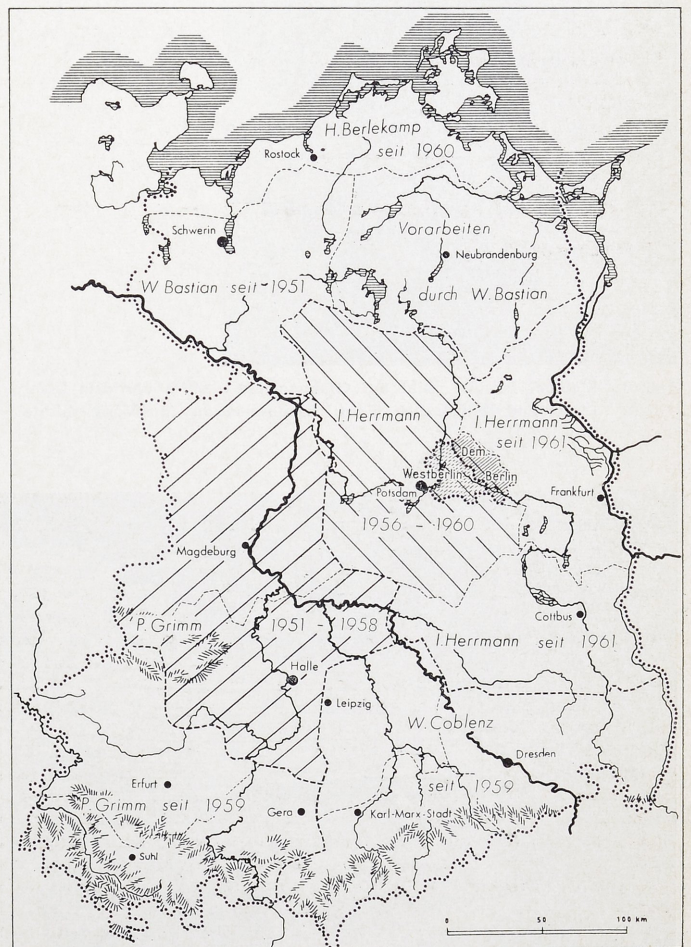 H. Berlekamp
seit 1960
Rostock
Schwerin
Vorarbeiten
Neubrandenburg
W Bastian seit 1951
durch W. Bastian
I. Herrmann
I. Herrmann
seit 1961
Dem.
Westberlin
Berlin
Potsdam
Frankfurt
1956 - 1960
Magdeburg
P. Grimm
1951 - 1958
Cottbus
I. Herrmann seit 1961
Halle
Leipzig
W. Coblenz
Dresden
Erfurt
seit 1959
P. Grimm seit 1959
Gera
Karl-Marx-Stadt
Suhl
0 50 100 km